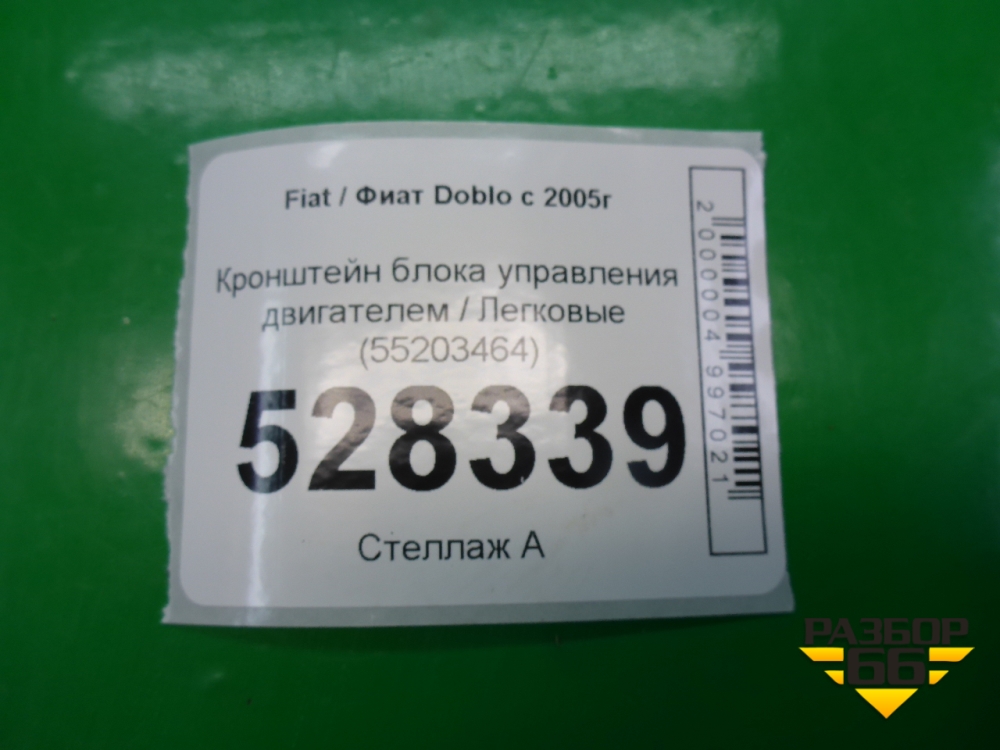 Fiat / Фиат Doblo с 2005г
Кронштейн блока управления
двигателем / Легковые
(55203464)
528339
Стеллаж А
2000004997021
РАЗБОР
66